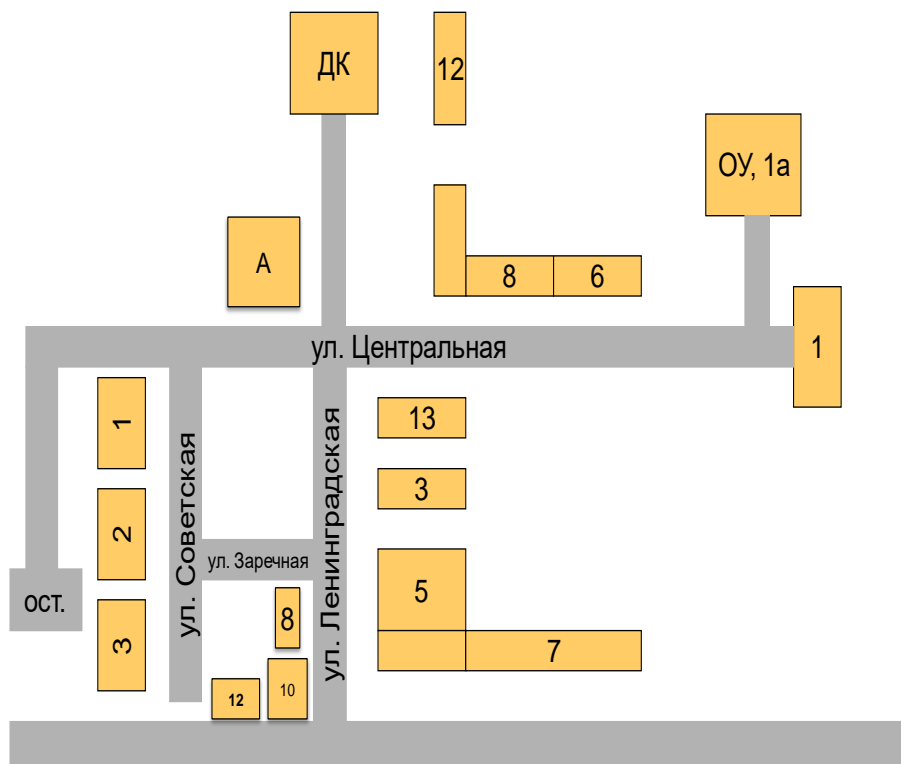 ДК
12
ОУ, 1а
А
8
6
ул. Центральная
1
1
13
ул. Советская
ул. Ленинградская
3
2
ул. Заречная
5
ост.
8
3
7
12
10